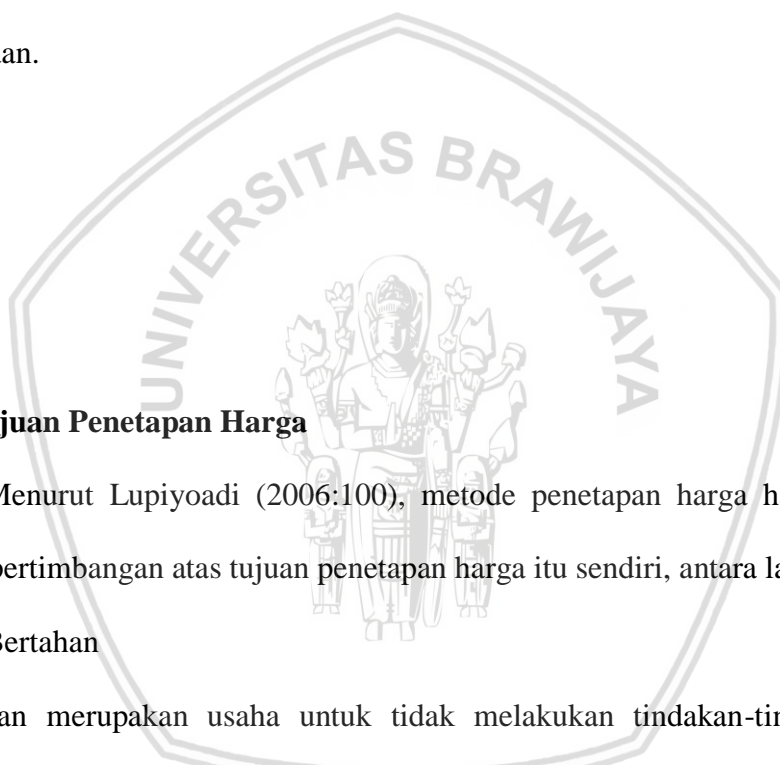 an.
UNIVERSITAS BRAWIJAYA
juan Penetapan Harga
Menurut Lupiyoadi (2006:100), metode penetapan harga h
pertimbangan atas tujuan penetapan harga itu sendiri, antara la
Bertahan
an merupakan usaha untuk tidak melakukan tindakan-tin